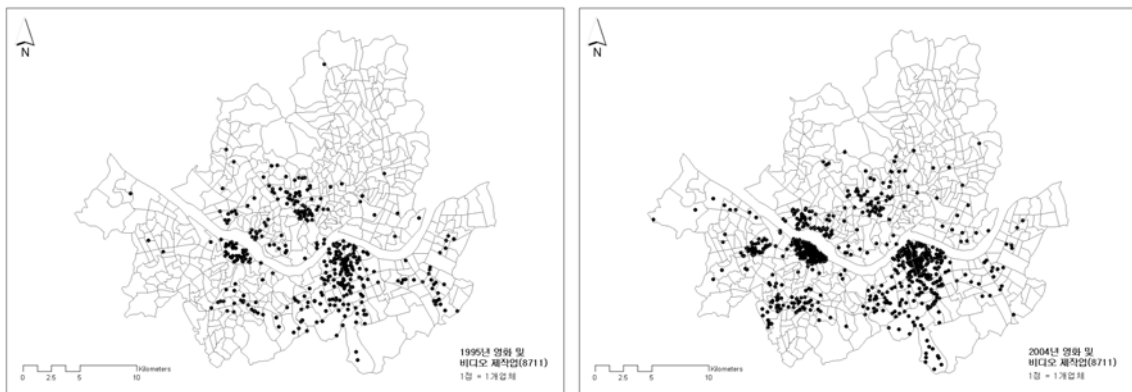 N
1995년 영화 및
비디오 제작업(8711)
1점 = 1개업체
Kilometers
0 2.5 5 10
N
2004년 영화 및
비디오 제작업(8711)
1점 = 1개업체
Kilometers
0 2.5 5 10